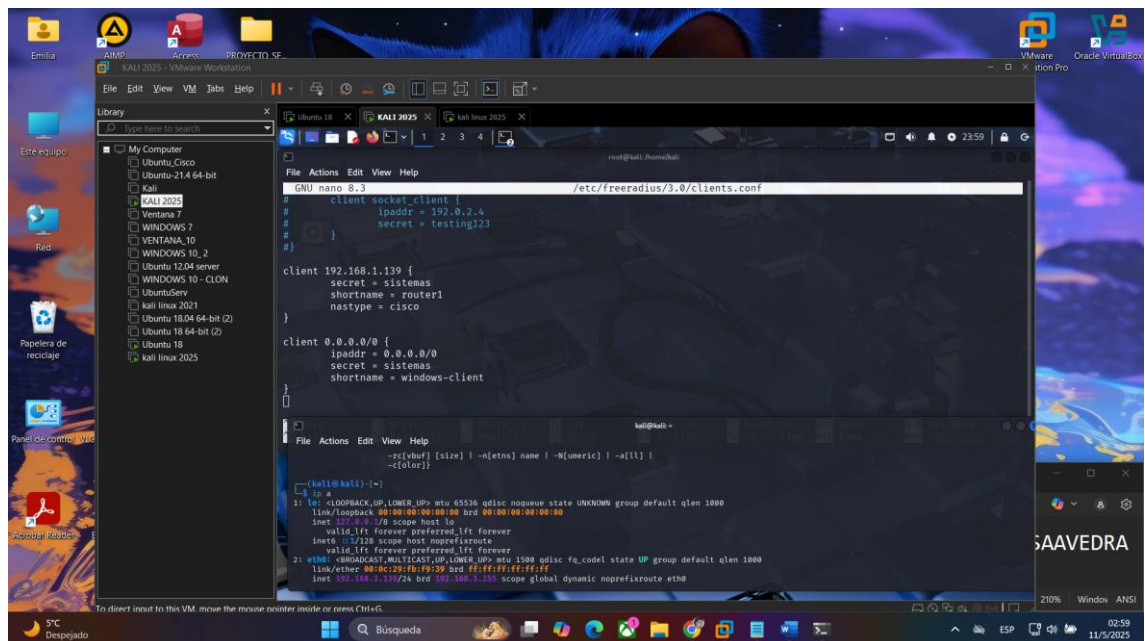 Emilia
AIMP
Access
PROYECTO_SE...
VMware
Workstation Pro
Oracle VirtualBox
KALI 2025 - VMware Workstation
File Edit View VM Tabs Help
Library
Type here to search
My Computer
Ubuntu_Cisco
Ubuntu-21.4 64-bit
Kali
KALI 2025
Ventana 7
WINDOWS 7
VENTANA_10
WINDOWS 10_2
Ubuntu 12.04 server
WINDOWS 10 - CLON
UbuntuServ
kali linux 2021
Ubuntu 18.04 64-bit (2)
Ubuntu 18 64-bit (2)
Ubuntu 18
kali linux 2025
Este equipo
Red
Papelera de
reciclaje
Panel de control
Acrobat Reader
Ubuntu 18
KALI 2025
kali linux 2025
1 2 3 4
23:59
root@kali: /home/kali
File Actions Edit View Help
GNU nano 8.3 /etc/freeradius/3.0/clients.conf
# client socket_client {
# ipaddr = 192.0.2.4
# secret = testing123
# }
#}
client 192.168.1.139 {
secret = sistemas
shortname = router1
nastype = cisco
}
client 0.0.0.0/0 {
ipaddr = 0.0.0.0/0
secret = sistemas
shortname = windows-client
}
kali@kali: ~
File Actions Edit View Help
-rc[vbuf] [size] | -n[etns] name | -N[umeric] | -a[ll] |
-c[olor]}
(kali㉿kali)-[~]
$ ip a
1: lo: <LOOPBACK,UP,LOWER_UP> mtu 65536 qdisc noqueue state UNKNOWN group default qlen 1000
link/loopback 00:00:00:00:00:00 brd 00:00:00:00:00:00
inet 127.0.0.1/8 scope host lo
valid_lft forever preferred_lft forever
inet6 ::1/128 scope host noprefixroute
valid_lft forever preferred_lft forever
2: eth0: <BROADCAST,MULTICAST,UP,LOWER_UP> mtu 1500 qdisc fq_codel state UP group default qlen 1000
link/ether 00:0c:29:fb:f9:39 brd ff:ff:ff:ff:ff:ff
inet 192.168.1.139/24 brd 192.168.1.255 scope global dynamic noprefixroute eth0
To direct input to this VM, move the mouse pointer inside or press Ctrl+G.
SAAVEDRA
210% Window ANSI
5°C
Despejado
Búsqueda
ESP
02:59
11/5/2025